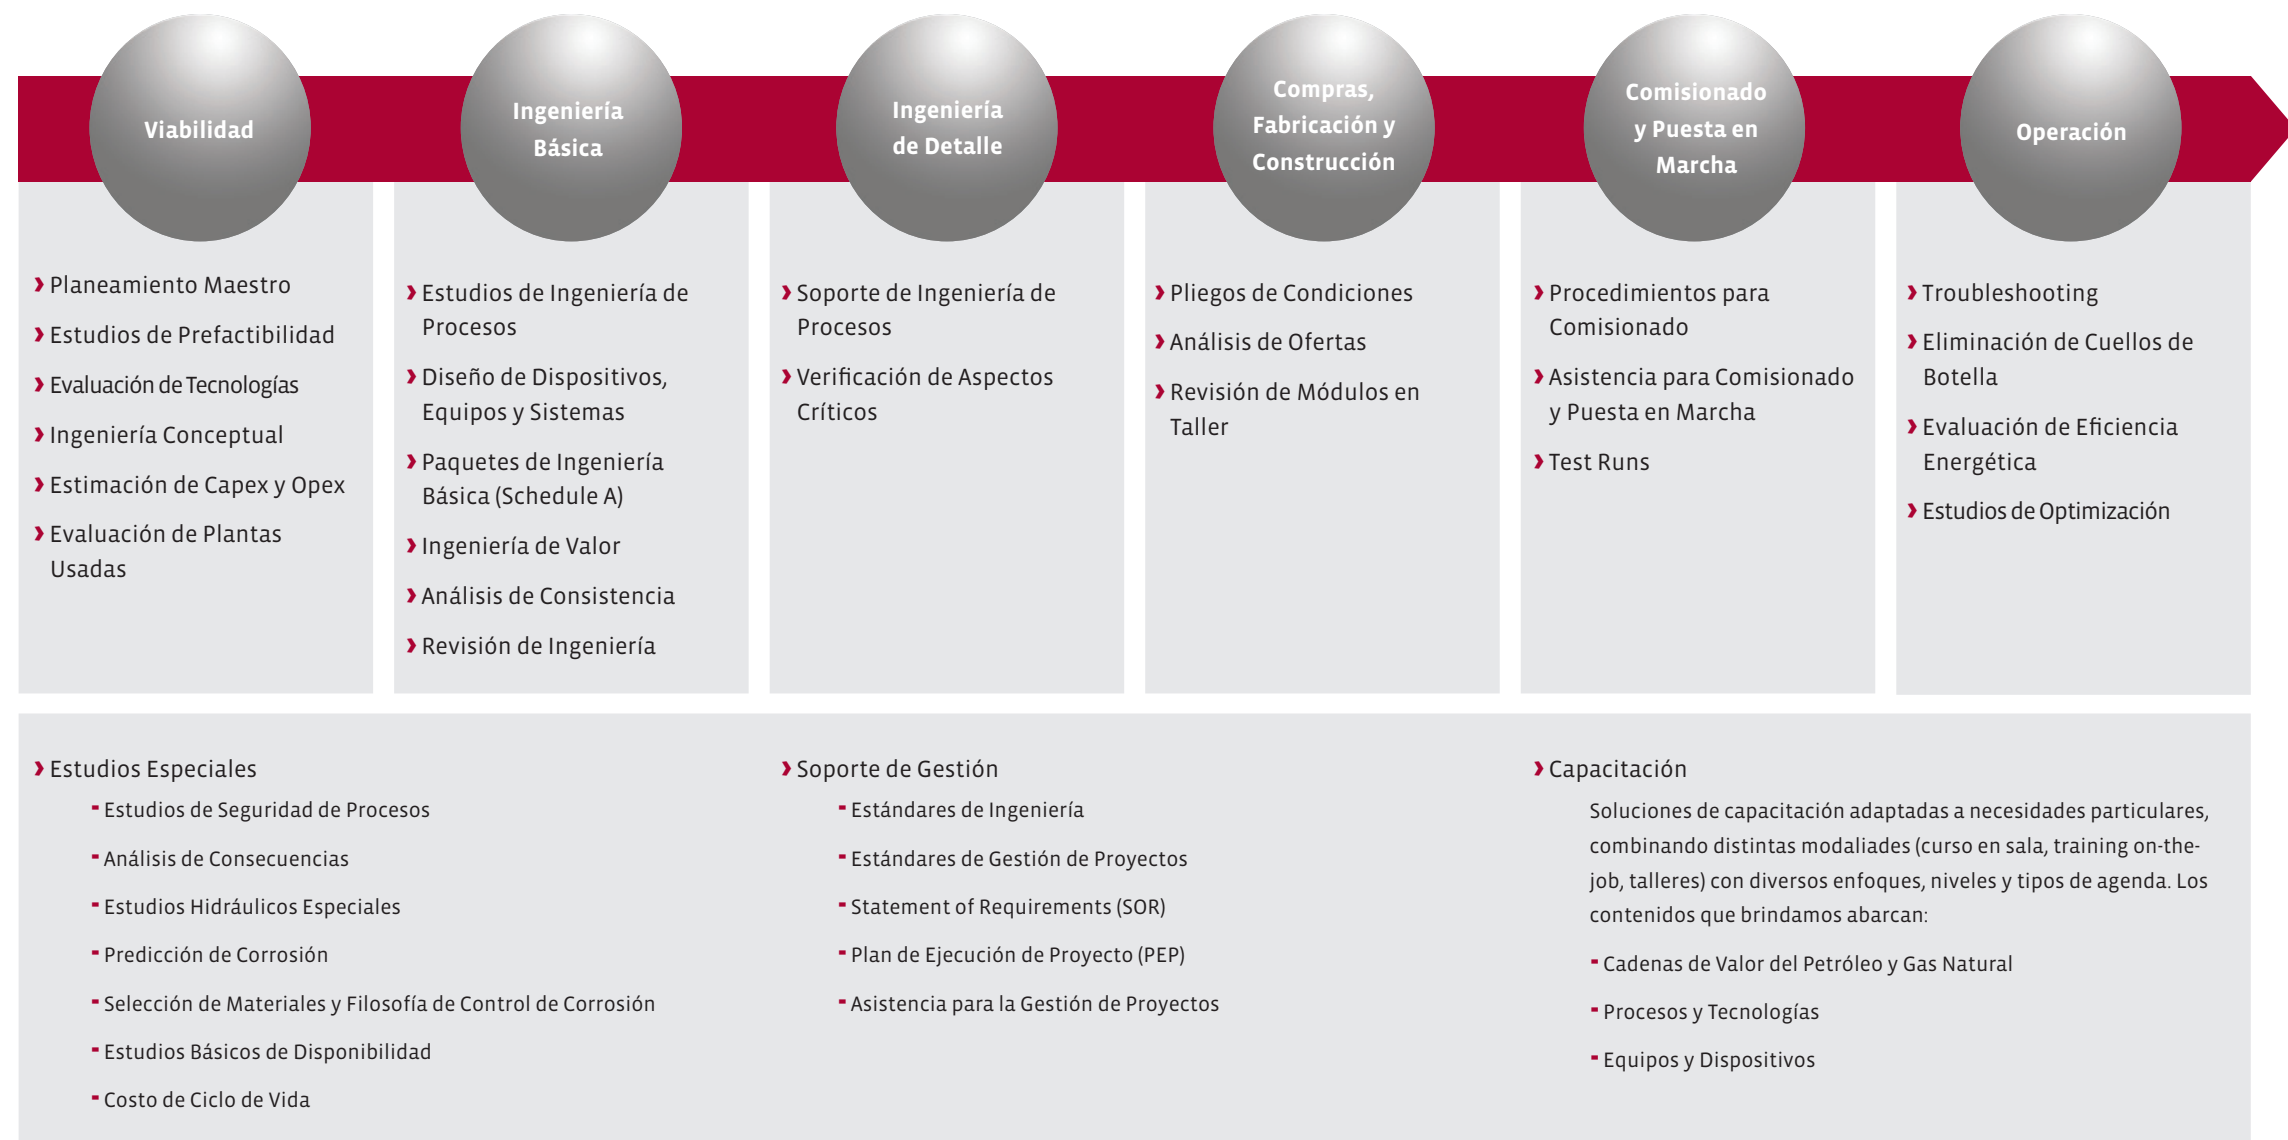 Viabilidad
Ingeniería
Básica
Ingeniería
de Detalle
Compras,
Fabricación y
Construcción
Comisionado
y Puesta en
Marcha
Operación
› Planeamiento Maestro
› Estudios de Prefactibilidad
› Evaluación de Tecnologías
› Ingeniería Conceptual
› Estimación de Capex y Opex
› Evaluación de Plantas
Usadas
› Estudios de Ingeniería de
Procesos
› Diseño de Dispositivos,
Equipos y Sistemas
› Paquetes de Ingeniería
Básica (Schedule A)
› Ingeniería de Valor
› Análisis de Consistencia
› Revisión de Ingeniería
› Soporte de Ingeniería de
Procesos
› Verificación de Aspectos
Críticos
› Pliegos de Condiciones
› Análisis de Ofertas
› Revisión de Módulos en
Taller
› Procedimientos para
Comisionado
› Asistencia para Comisionado
y Puesta en Marcha
› Test Runs
› Troubleshooting
› Eliminación de Cuellos de
Botella
› Evaluación de Eficiencia
Energética
› Estudios de Optimización
› Estudios Especiales
- Estudios de Seguridad de Procesos
- Análisis de Consecuencias
- Estudios Hidráulicos Especiales
- Predicción de Corrosión
- Selección de Materiales y Filosofía de Control de Corrosión
- Estudios Básicos de Disponibilidad
- Costo de Ciclo de Vida
› Soporte de Gestión
- Estándares de Ingeniería
- Estándares de Gestión de Proyectos
- Statement of Requirements (SOR)
- Plan de Ejecución de Proyecto (PEP)
- Asistencia para la Gestión de Proyectos
› Capacitación
Soluciones de capacitación adaptadas a necesidades particulares,
combinando distintas modaliades (curso en sala, training on-the-
job, talleres) con diversos enfoques, niveles y tipos de agenda. Los
contenidos que brindamos abarcan:
- Cadenas de Valor del Petróleo y Gas Natural
- Procesos y Tecnologías
- Equipos y Dispositivos